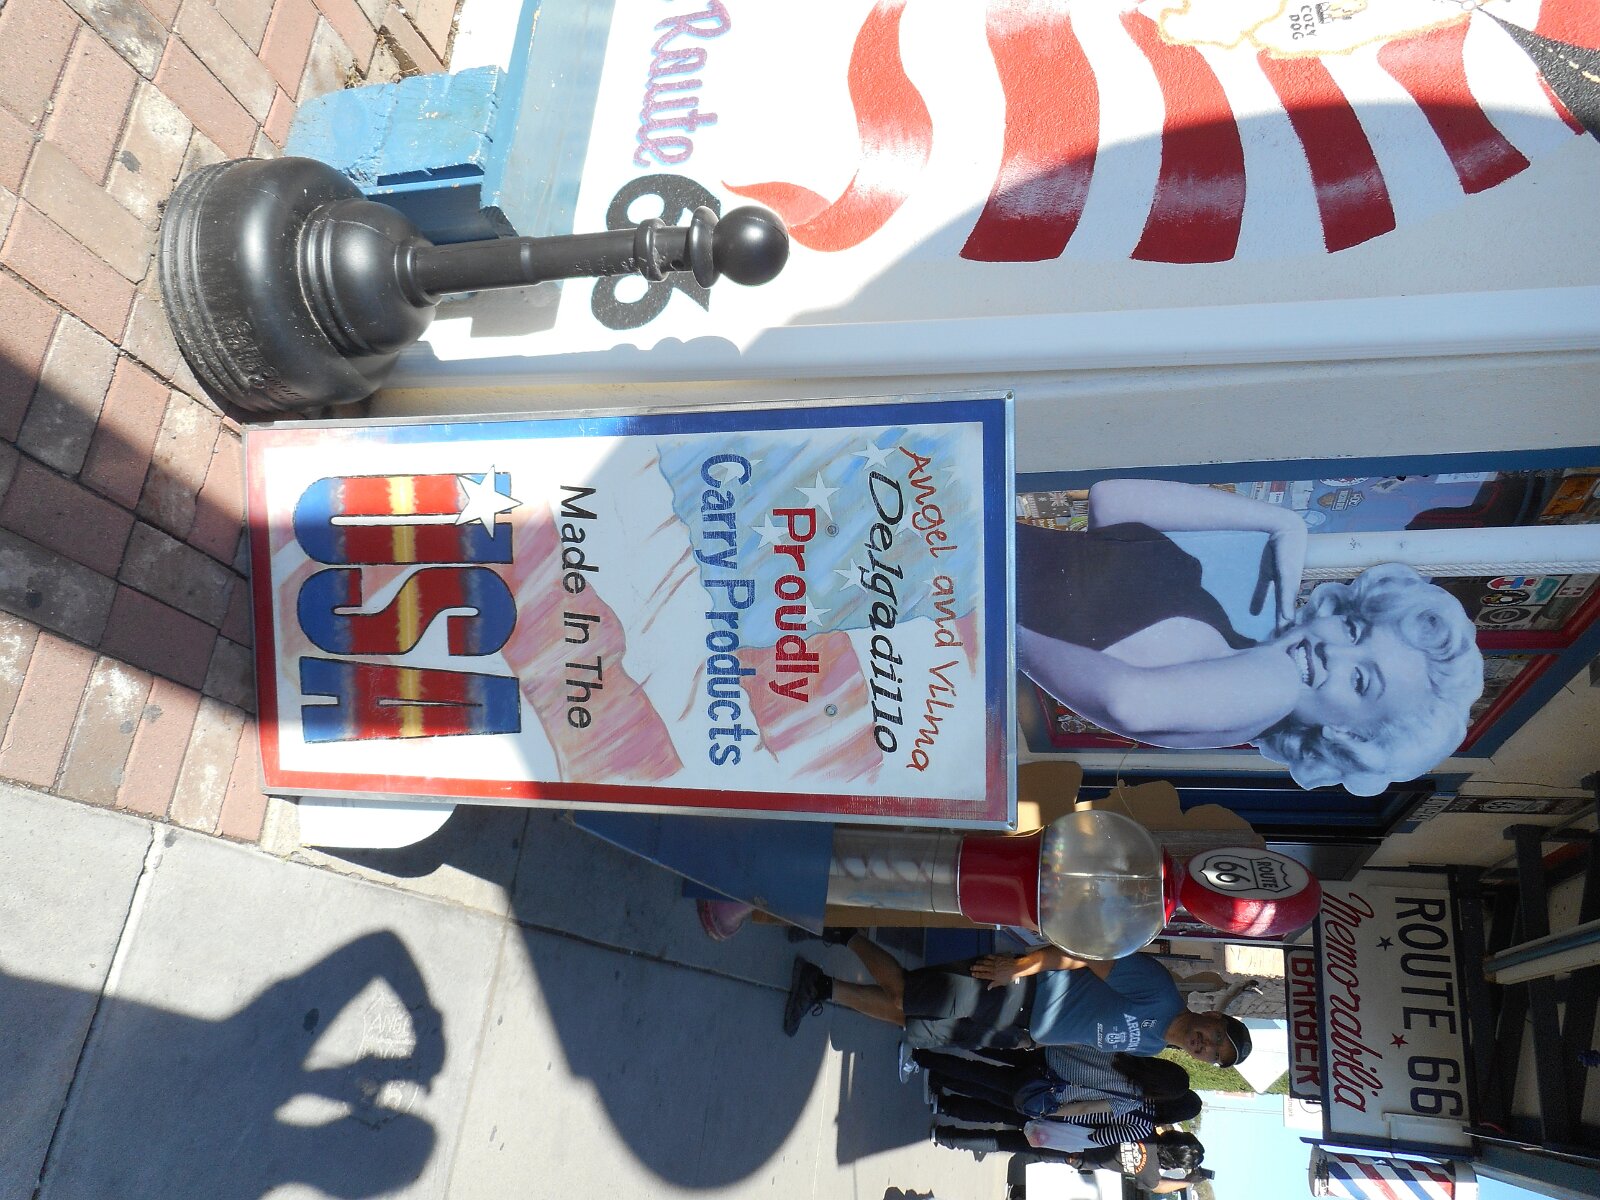 Route
66
Angel and Vilma
Delgadillo
Proudly
Carry Products
Made In The
USA
ROUTE
66
ROUTE 66
Memorabilia
BARBER
ARIZONA